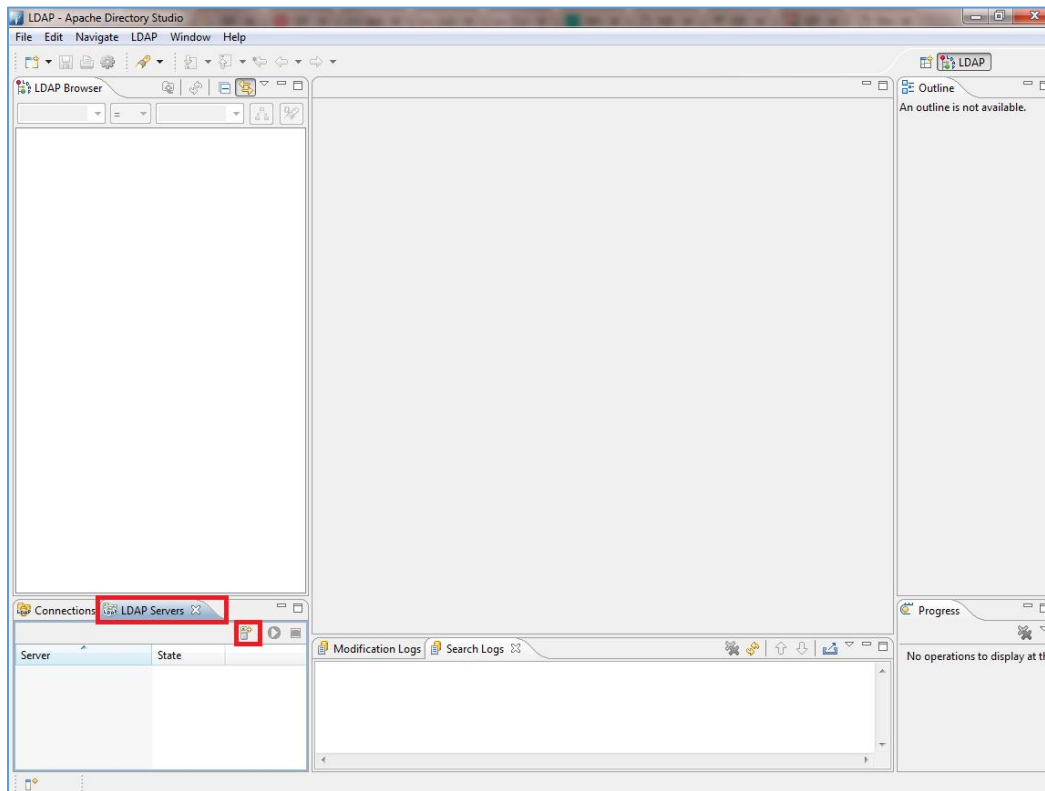 LDAP - Apache Directory Studio
File Edit Navigate LDAP Window Help
LDAP
LDAP Browser
=
Outline
An outline is not available.
Connections
LDAP Servers
Server State
Modification Logs
Search Logs
Progress
No operations to display at th